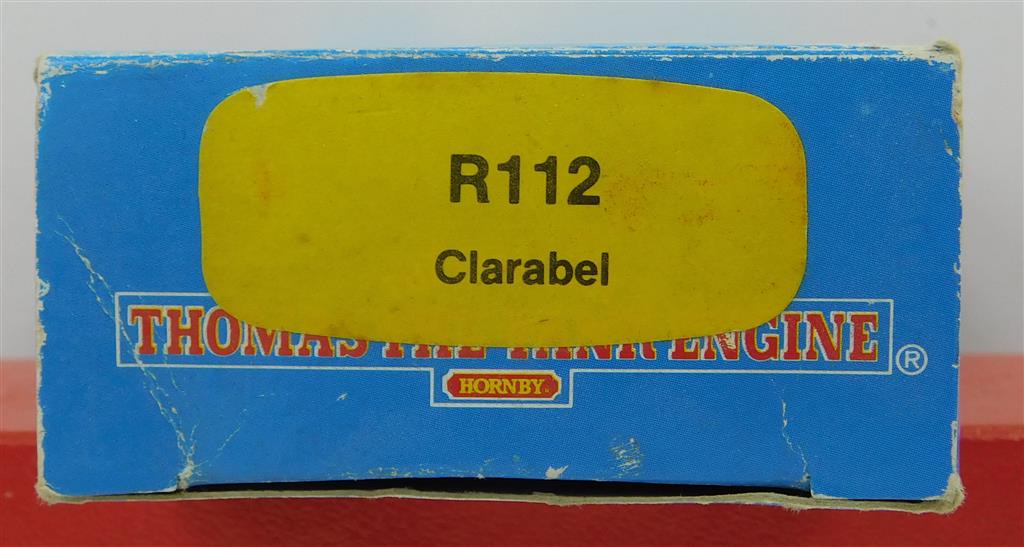 R112
Clarabel
THOMAS THE TANK ENGINE ®
HORNBY